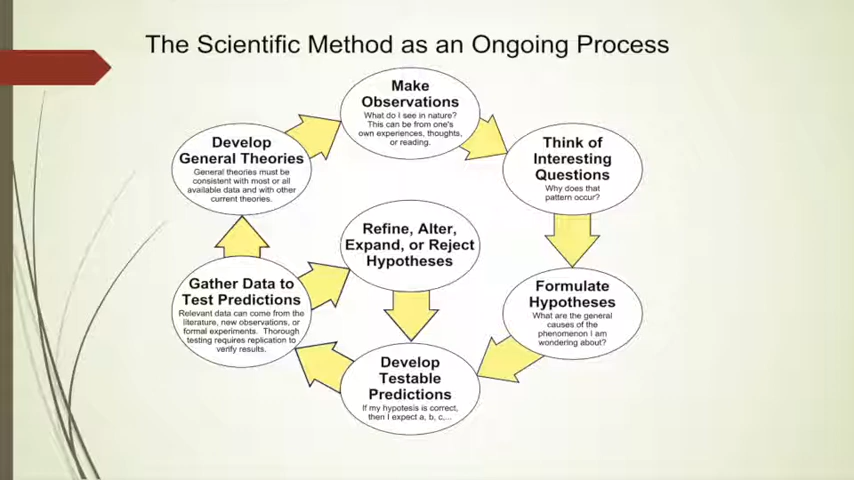 The Scientific Method as an Ongoing Process
Make
Observations
What do I see in nature?
This can be from one's
own experiences, thoughts,
or reading.
Think of
Interesting
Questions
Why does that
pattern occur?
Formulate
Hypotheses
What are the general
causes of the
phenomenon I am
wondering about?
Develop
Testable
Predictions
If my hypotesis is correct,
then I expect a, b, c,...
Gather Data to
Test Predictions
Relevant data can come from the
literature, new observations, or
formal experiments. Thorough
testing requires replication to
verify results.
Refine, Alter,
Expand, or Reject
Hypotheses
Develop
General Theories
General theories must be
consistent with most or all
available data and with other
current theories.